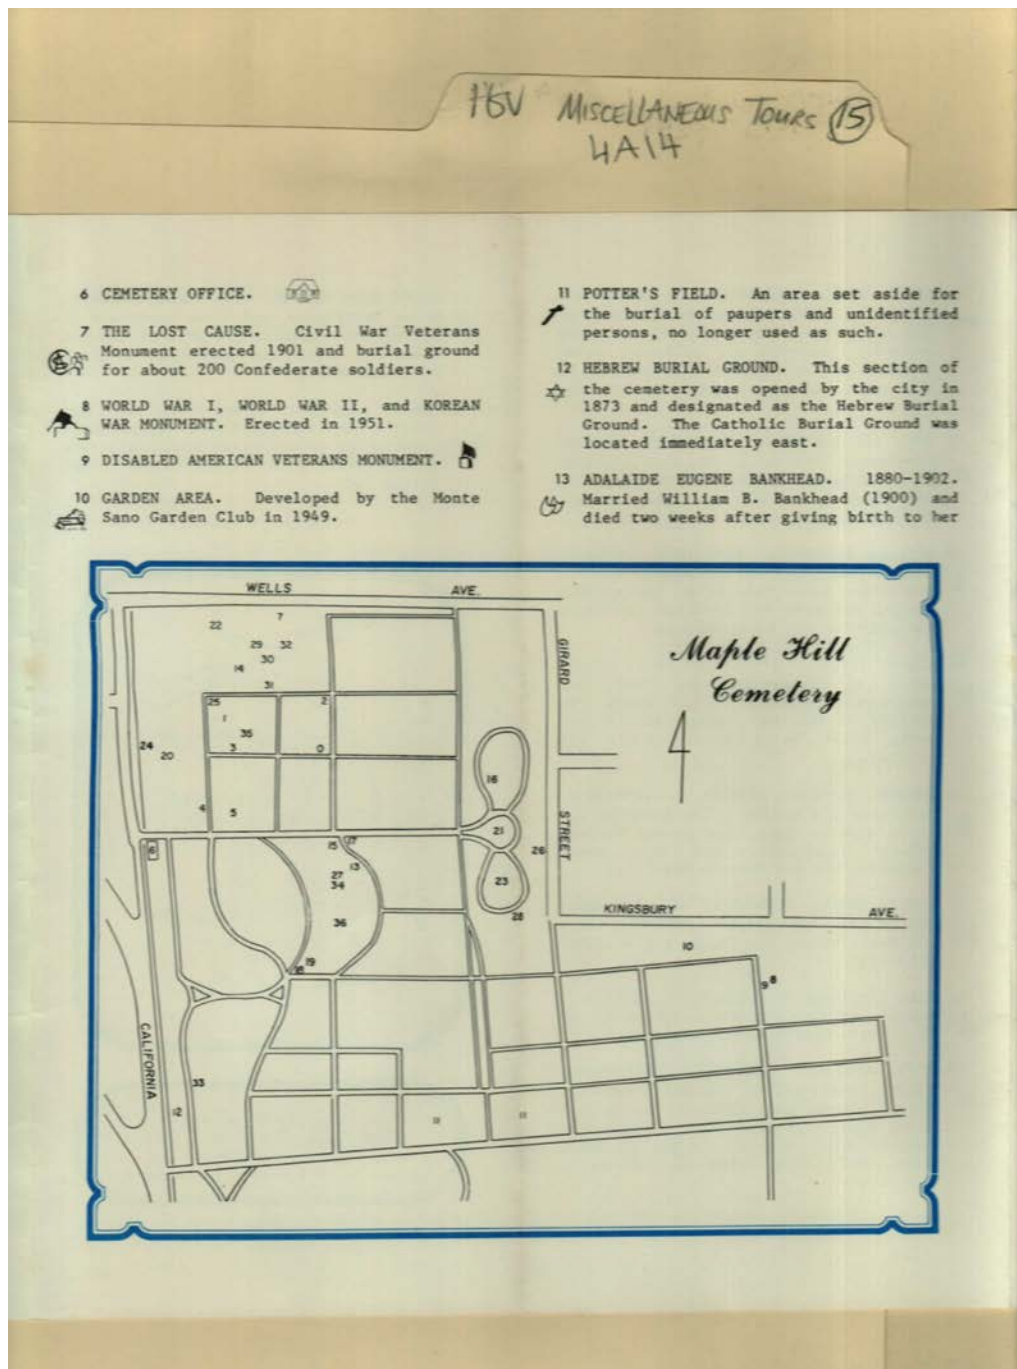 HSV MISCELLANEOUS TOURS 15
4A14
6 CEMETERY OFFICE.
7 THE LOST CAUSE. Civil War Veterans
Monument erected 1901 and burial ground
for about 200 Confederate soldiers.
8 WORLD WAR I, WORLD WAR II, and KOREAN
WAR MONUMENT. Erected in 1951.
9 DISABLED AMERICAN VETERANS MONUMENT.
10 GARDEN AREA. Developed by the Monte
Sano Garden Club in 1949.
11 POTTER'S FIELD. An area set aside for
the burial of paupers and unidentified
persons, no longer used as such.
12 HEBREW BURIAL GROUND. This section of
the cemetery was opened by the city in
1873 and designated as the Hebrew Burial
Ground. The Catholic Burial Ground was
located immediately east.
13 ADALAIDE EUGENE BANKHEAD. 1880-1902.
Married William B. Bankhead (1900) and
died two weeks after giving birth to her
WELLS AVE.
Maple Hill
Cemetery
GIRARD
STREET
KINGSBURY AVE.
CALIFORNIA
7
22
29 32
30
14
31
25 2
1
35
3 0
24
20
16
4 5
21
15 17
6
13
26
27
34
23
36
28
10
19
18
9 8
33
12
11 11